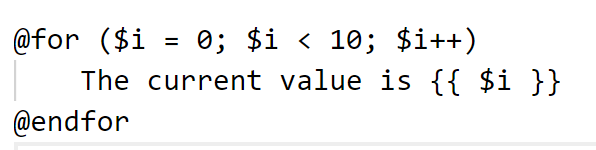 @for ($i = 0; $i < 10; $i++)
    The current value is {{ $i }}
@endfor